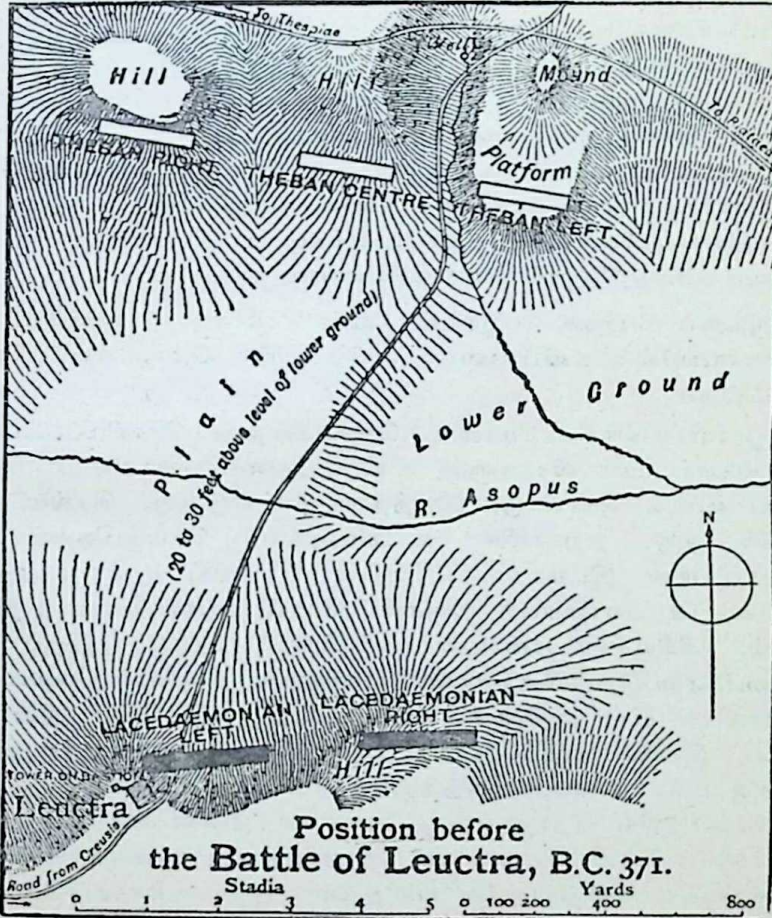 To Thespiae
Well
Hill
Hill
Mound
To Plataea
THEBAN RIGHT
THEBAN CENTRE
Platform
THEBAN LEFT
Plain
(20 to 30 feet above level of lower ground)
Lower Ground
R. Asopus
N
LACEDAEMONIAN
LEFT
LACEDAEMONIAN
RIGHT
Hill
TOWER ON
Leuctra
Road from Creusis
Position before
the Battle of Leuctra, B.C. 371.
Stadia Yards
0 1 2 3 4 5 0 100 200 400 800